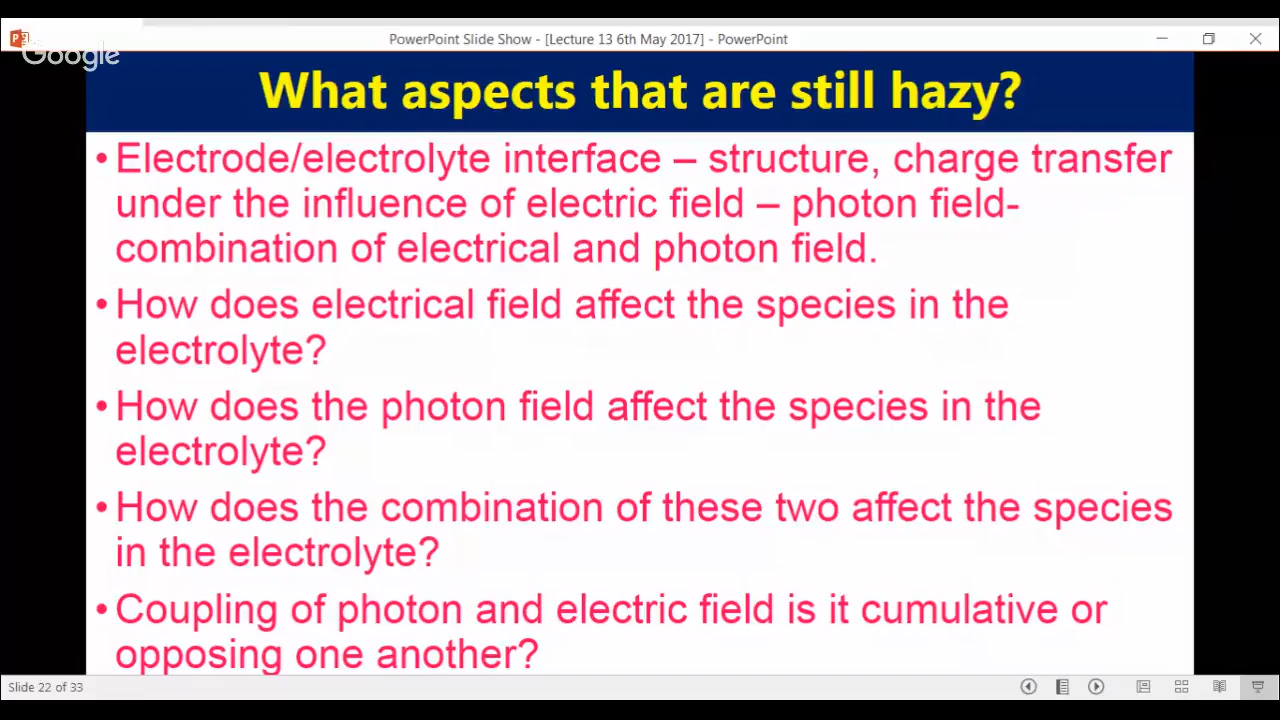 PowerPoint Slide Show - [Lecture 13 6th May 2017] - PowerPoint
Google
What aspects that are still hazy?
• Electrode/electrolyte interface – structure, charge transfer
under the influence of electric field – photon field-
combination of electrical and photon field.
• How does electrical field affect the species in the
electrolyte?
• How does the photon field affect the species in the
electrolyte?
• How does the combination of these two affect the species
in the electrolyte?
• Coupling of photon and electric field is it cumulative or
opposing one another?
Slide 22 of 33